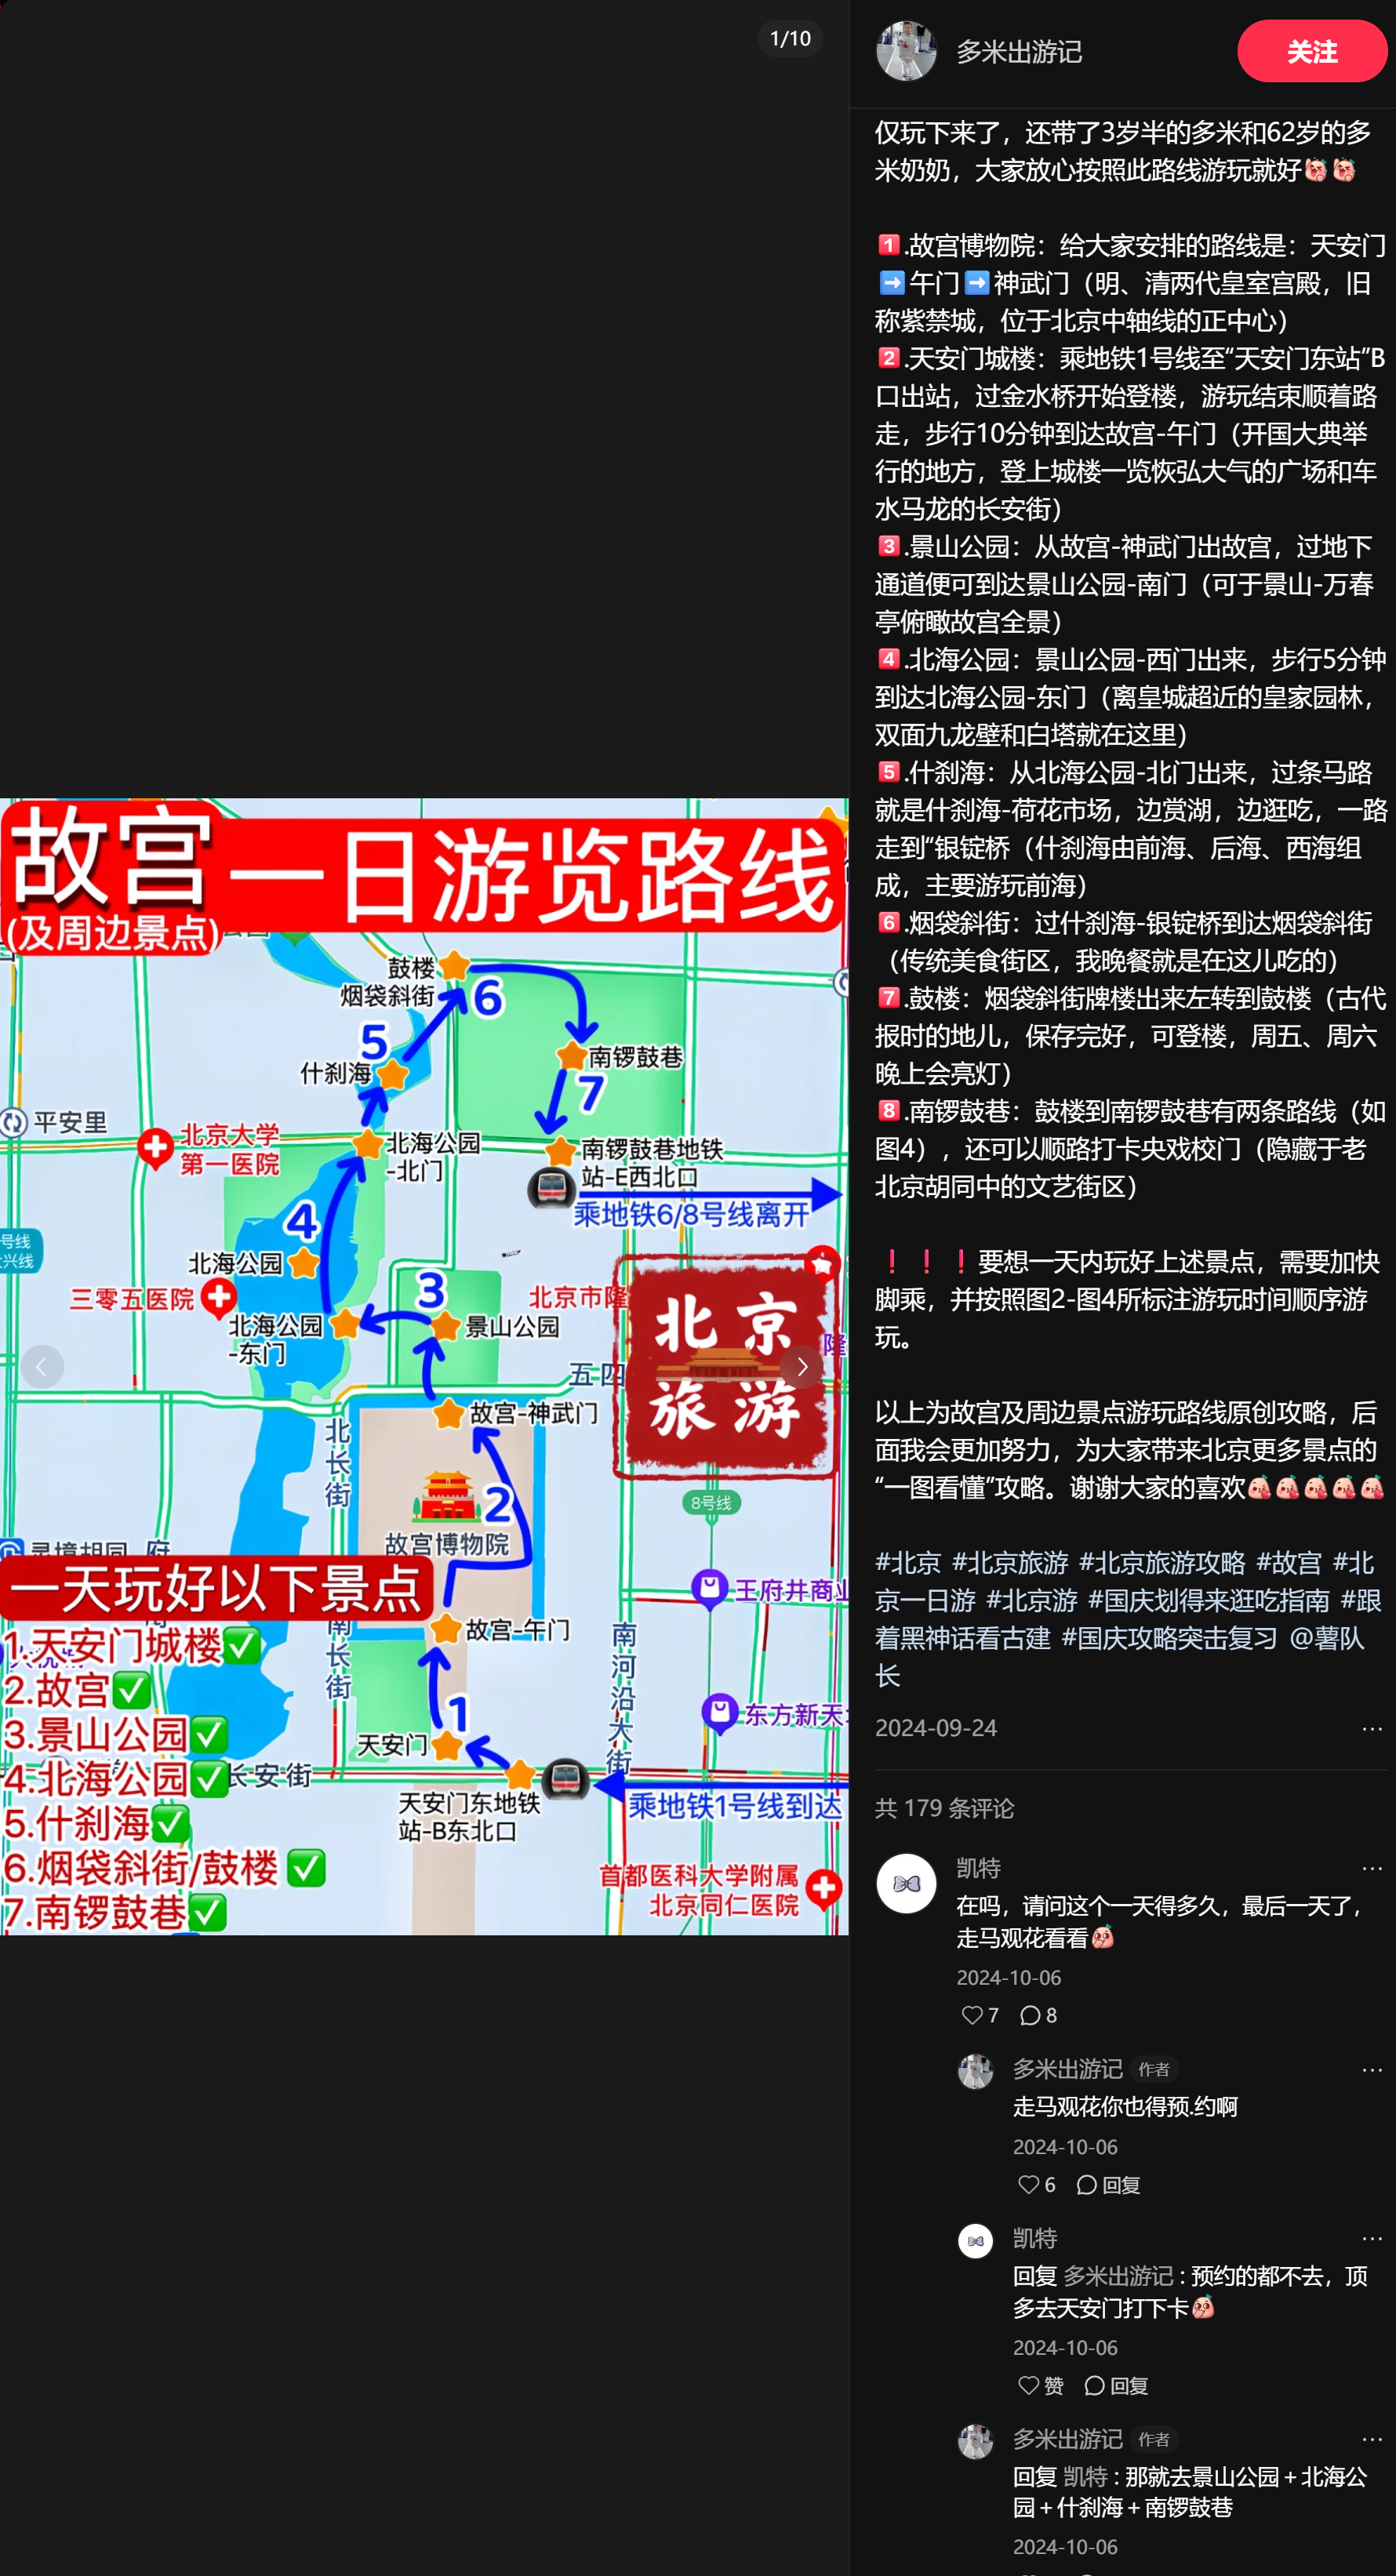 1/10
故宫
(及周边景点)
一日游览路线
鼓楼
烟袋斜街
6
5
什刹海
南锣鼓巷
7
平安里
北京大学
第一医院
北海公园
-北门
南锣鼓巷地铁
站-E西北口
乘地铁6/8号线离开
4
号线
兴线
北海公园
三零五医院
3
北京市隆
北海公园
-东门
景山公园
北京
旅游
隆
五四
故宫-神武门
北长街
2
8号线
故宫博物院
灵境胡同
府
王府井商业
一天玩好以下景点
故宫-午门
南长街
南河沿大街
1.天安门城楼✅
2.故宫✅
3.景山公园✅
4.北海公园✅
5.什刹海✅
6.烟袋斜街/鼓楼✅
7.南锣鼓巷✅
1
天安门
东方新天
长安街
天安门东地铁
站-B东北口
乘地铁1号线到达
首都医科大学附属
北京同仁医院
多米出游记
关注
仅玩下来了，还带了3岁半的多米和62岁的多
米奶奶，大家放心按照此路线游玩就好
1️⃣.故宫博物院：给大家安排的路线是：天安门
➡️午门➡️神武门（明、清两代皇室宫殿，旧
称紫禁城，位于北京中轴线的正中心）
2️⃣.天安门城楼：乘地铁1号线至“天安门东站”B
口出站，过金水桥开始登楼，游玩结束顺着路
走，步行10分钟到达故宫-午门（开国大典举
行的地方，登上城楼一览恢弘大气的广场和车
水马龙的长安街）
3️⃣.景山公园：从故宫-神武门出故宫，过地下
通道便可到达景山公园-南门（可于景山-万春
亭俯瞰故宫全景）
4️⃣.北海公园：景山公园-西门出来，步行5分钟
到达北海公园-东门（离皇城超近的皇家园林，
双面九龙壁和白塔就在这里）
5️⃣.什刹海：从北海公园-北门出来，过条马路
就是什刹海-荷花市场，边赏湖，边逛吃，一路
走到“银锭桥（什刹海由前海、后海、西海组
成，主要游玩前海）
6️⃣.烟袋斜街：过什刹海-银锭桥到达烟袋斜街
（传统美食街区，我晚餐就是在这儿吃的）
7️⃣.鼓楼：烟袋斜街牌楼出来左转到鼓楼（古代
报时的地儿，保存完好，可登楼，周五、周六
晚上会亮灯）
8️⃣.南锣鼓巷：鼓楼到南锣鼓巷有两条路线（如
图4），还可以顺路打卡央戏校门（隐藏于老
北京胡同中的文艺街区）
❗❗❗要想一天内玩好上述景点，需要加快
脚乘，并按照图2-图4所标注游玩时间顺序游
玩。
以上为故宫及周边景点游玩路线原创攻略，后
面我会更加努力，为大家带来北京更多景点的
“一图看懂”攻略。谢谢大家的喜欢
#北京 #北京旅游 #北京旅游攻略 #故宫 #北
京一日游 #北京游 #国庆划得来逛吃指南 #跟
着黑神话看古建 #国庆攻略突击复习 @薯队
长
2024-09-24
共 179 条评论
凯特
在吗，请问这个一天得多久，最后一天了，
走马观花看看
2024-10-06
7 8
多米出游记 作者
走马观花你也得预.约啊
2024-10-06
6 回复
凯特
回复 多米出游记 : 预约的都不去，顶
多去天安门打下卡
2024-10-06
赞 回复
多米出游记 作者
回复 凯特 : 那就去景山公园＋北海公
园＋什刹海＋南锣鼓巷
2024-10-06